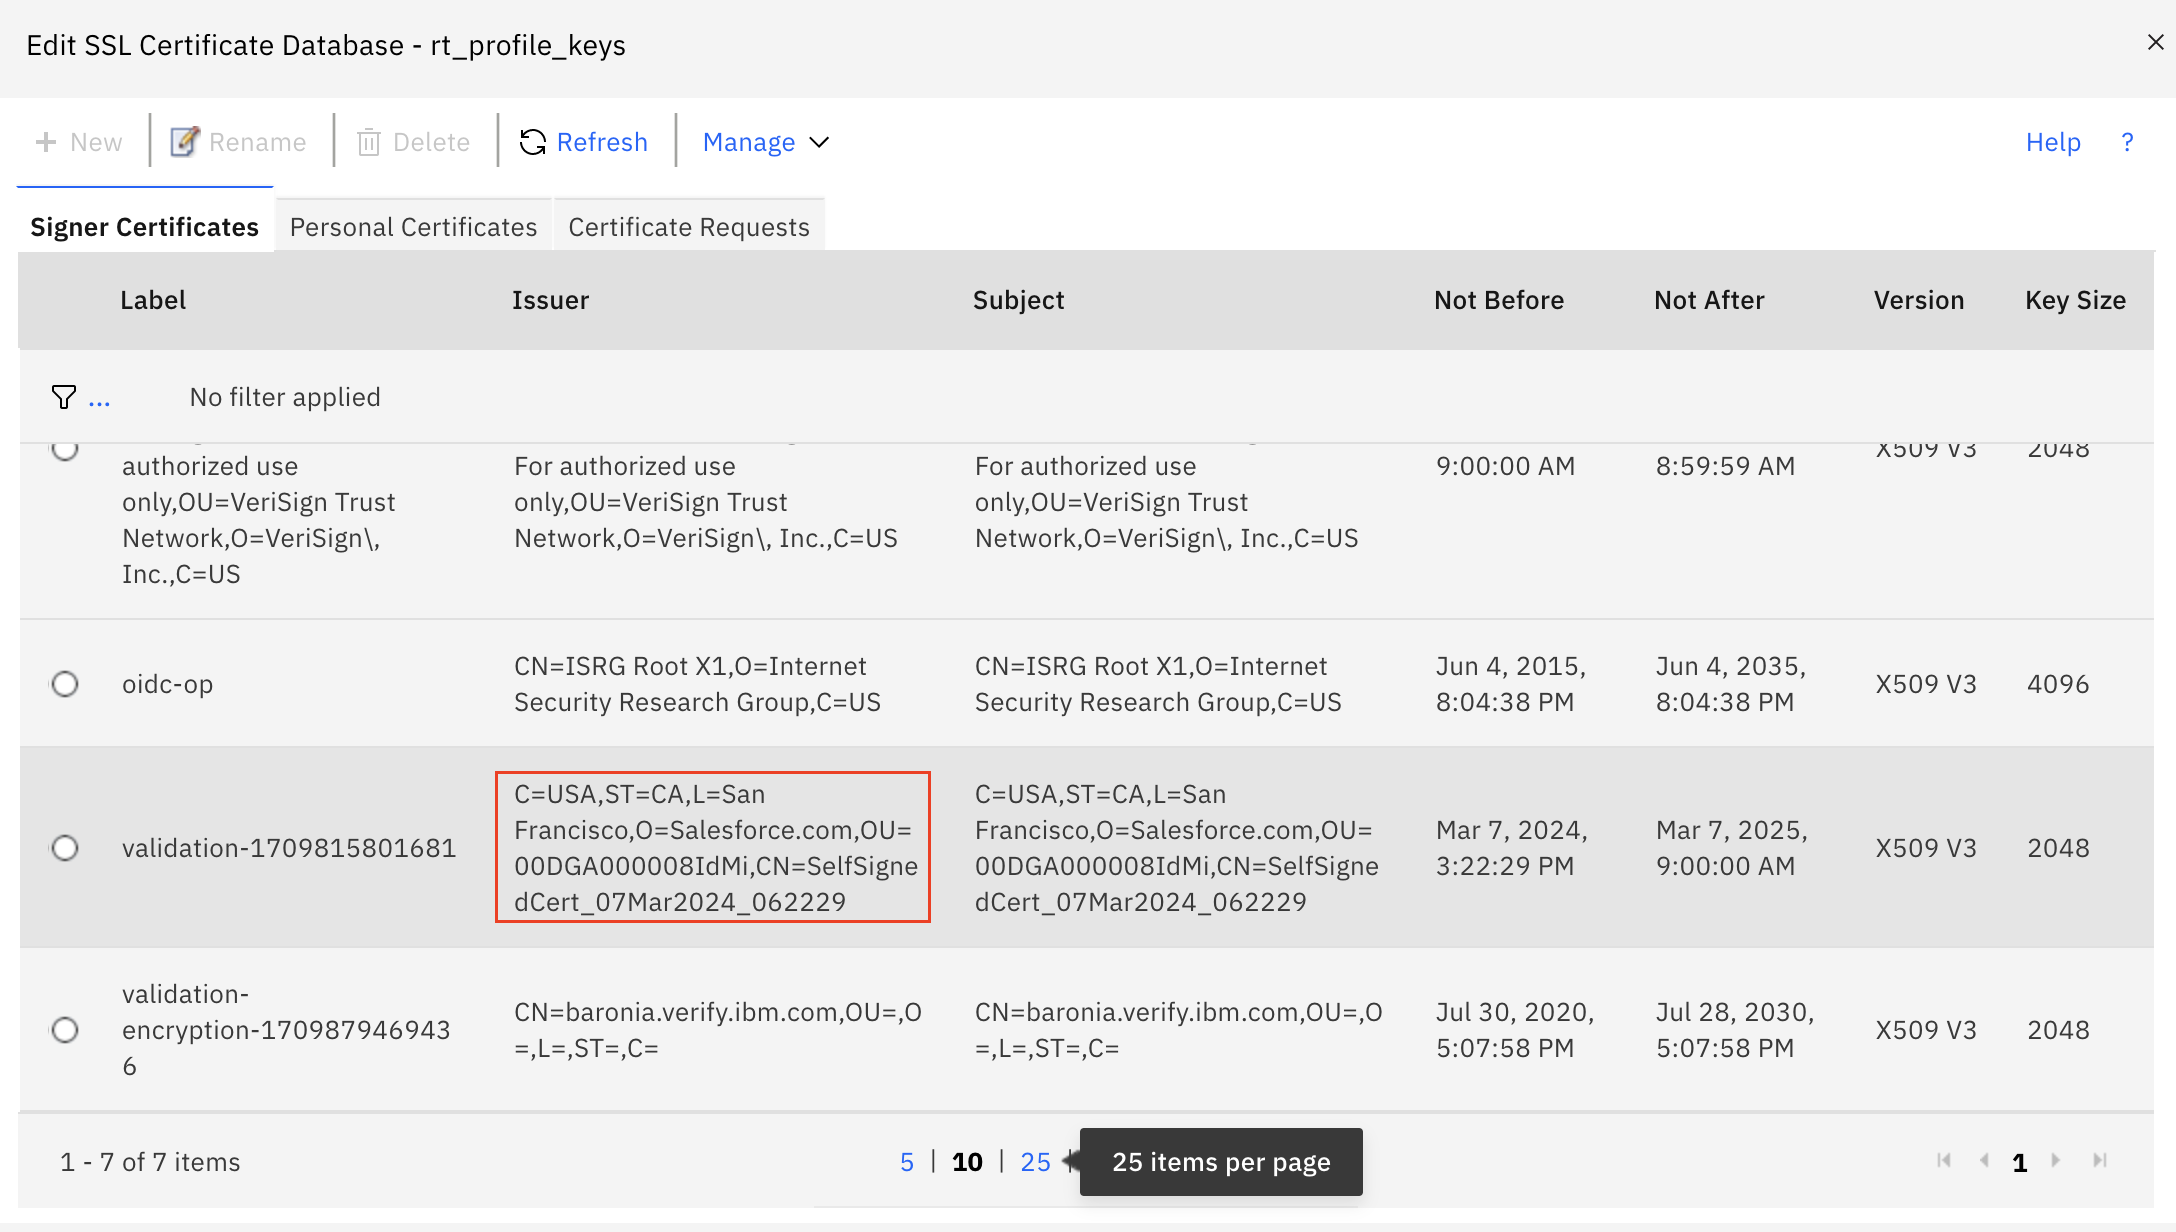 Edit SSL Certificate Database - rt_profile_keys
New Rename Delete Refresh Manage Help ?
Signer Certificates Personal Certificates Certificate Requests
Label Issuer Subject Not Before Not After Version Key Size
... No filter applied
X509 V3 2048
authorized use For authorized use For authorized use 9:00:00 AM 8:59:59 AM
only,OU=VeriSign Trust only,OU=VeriSign Trust only,OU=VeriSign Trust
Network,O=VeriSign\, Network,O=VeriSign\, Inc.,C=US Network,O=VeriSign\, Inc.,C=US
Inc.,C=US
CN=ISRG Root X1,O=Internet CN=ISRG Root X1,O=Internet Jun 4, 2015, Jun 4, 2035,
oidc-op X509 V3 4096
Security Research Group,C=US Security Research Group,C=US 8:04:38 PM 8:04:38 PM
C=USA,ST=CA,L=San C=USA,ST=CA,L=San
Francisco,O=Salesforce.com,OU= Francisco,O=Salesforce.com,OU= Mar 7, 2024, Mar 7, 2025,
validation-1709815801681 X509 V3 2048
00DGA000008IdMi,CN=SelfSigne 00DGA000008IdMi,CN=SelfSigne 3:22:29 PM 9:00:00 AM
dCert_07Mar2024_062229 dCert_07Mar2024_062229
validation-
CN=baronia.verify.ibm.com,OU=,O CN=baronia.verify.ibm.com,OU=,O Jul 30, 2020, Jul 28, 2030,
encryption-170987946943 X509 V3 2048
=,L=,ST=,C= =,L=,ST=,C= 5:07:58 PM 5:07:58 PM
6
1 - 7 of 7 items 5 | 10 | 25 | 25 items per page 1